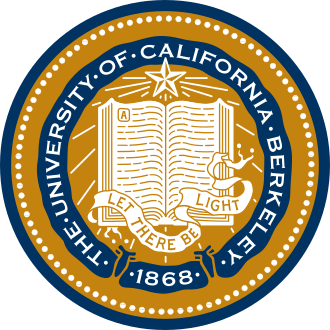 ·THE·UNIVERSITY·OF·CALIFORNIA·BERKELEY·
A
LET THERE BE LIGHT
·1868·